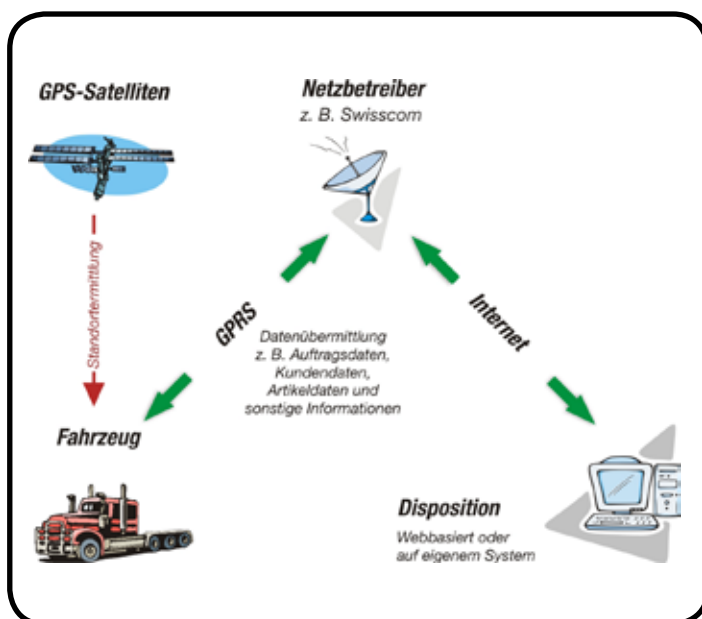 GPS-Satelliten
Netzbetreiber
z. B. Swisscom
Standortermittlung
GPRS
Datenübermittlung
z. B. Auftragsdaten,
Kundendaten,
Artikeldaten und
sonstige Informationen
Internet
Fahrzeug
Disposition
Webbasiert oder
auf eigenem System